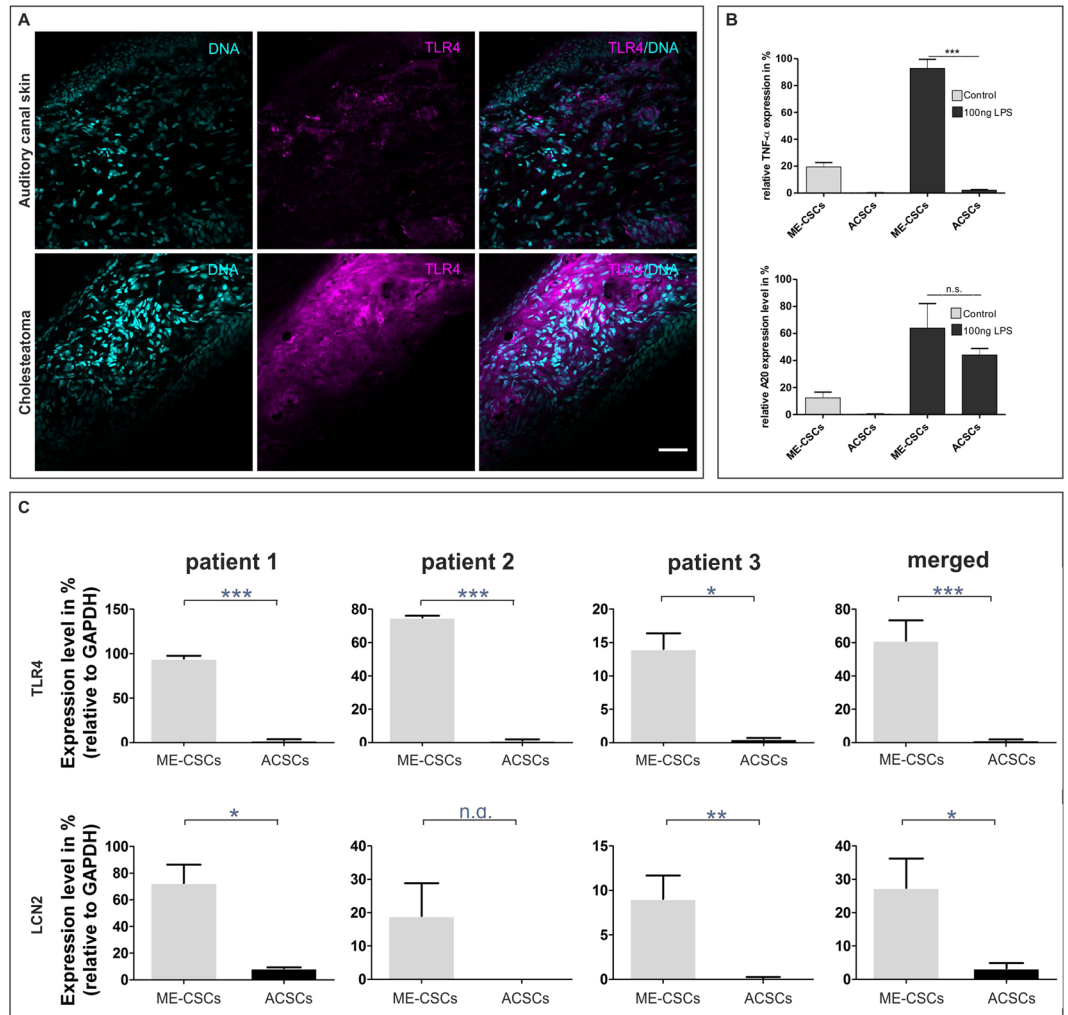 A
Auditory canal skin
DNA
TLR4
TLR4/DNA
Cholesteatoma
DNA
TLR4
TLR4/DNA
B
relative TNF-α expression in %
100
80
60
40
20
0
***
Control
100ng LPS
ME-CSCs
ACSCs
ME-CSCs
ACSCs
relative A20 expression level in %
100
80
60
40
20
0
n.s.
Control
100ng LPS
ME-CSCs
ACSCs
ME-CSCs
ACSCs
C
patient 1
patient 2
patient 3
merged
TLR4
Expression level in %
(relative to GAPDH)
150
100
50
0
***
ME-CSCs
ACSCs
80
60
40
20
0
***
ME-CSCs
ACSCs
20
15
10
5
0
*
ME-CSCs
ACSCs
80
60
40
20
0
***
ME-CSCs
ACSCs
LCN2
Expression level in %
(relative to GAPDH)
100
80
60
40
20
0
*
ME-CSCs
ACSCs
40
30
20
10
0
n.a.
ME-CSCs
ACSCs
15
10
5
0
**
ME-CSCs
ACSCs
40
30
20
10
0
*
ME-CSCs
ACSCs